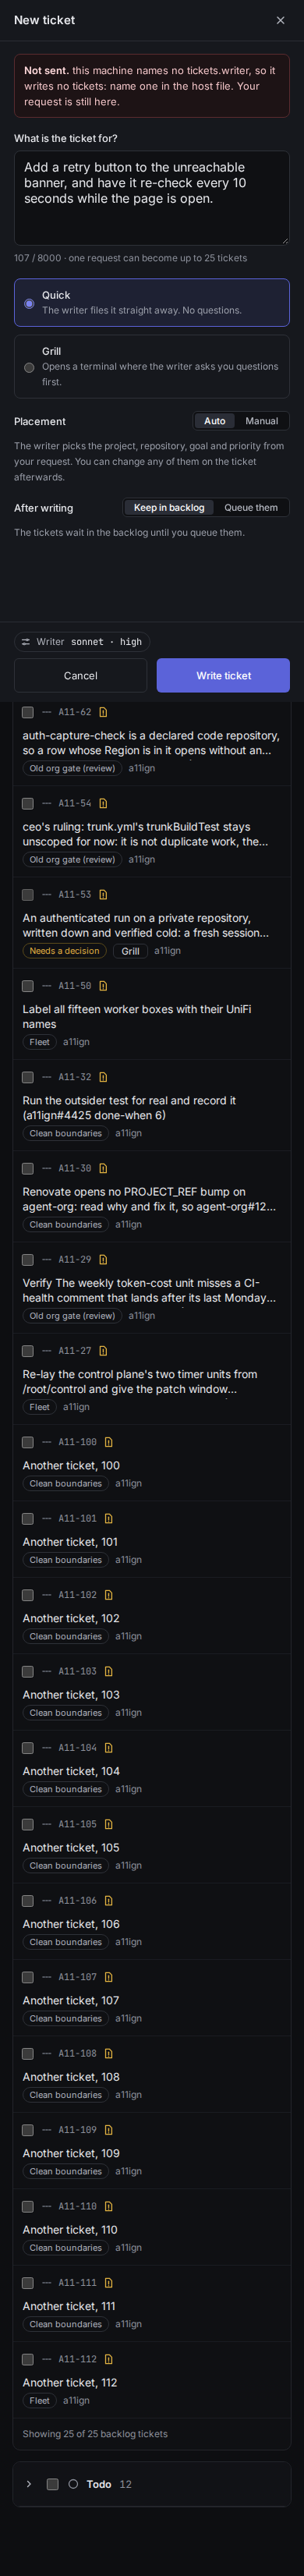 New ticket
Not sent. this machine names no tickets.writer, so it
writes no tickets: name one in the host file. Your
request is still here.
What is the ticket for?
Add a retry button to the unreachable
banner, and have it re-check every 10
seconds while the page is open.
107 / 8000 · one request can become up to 25 tickets
Quick
The writer files it straight away. No questions.
Grill
Opens a terminal where the writer asks you questions
first.
Placement
Auto
Manual
The writer picks the project, repository, goal and priority from
your request. You can change any of them on the ticket
afterwards.
After writing
Keep in backlog
Queue them
The tickets wait in the backlog until you queue them.
Writer sonnet · high
Cancel
Write ticket
A11-62
auth-capture-check is a declared code repository,
so a row whose Region is in it opens without an…
Old org gate (review) a11ign
A11-54
ceo's ruling: trunk.yml's trunkBuildTest stays
unscoped for now: it is not duplicate work, the…
Old org gate (review) a11ign
A11-53
An authenticated run on a private repository,
written down and verified cold: a fresh session…
Needs a decision Grill a11ign
A11-50
Label all fifteen worker boxes with their UniFi
names
Fleet a11ign
A11-32
Run the outsider test for real and record it
(a11ign#4425 done-when 6)
Clean boundaries a11ign
A11-30
Renovate opens no PROJECT_REF bump on
agent-org: read why and fix it, so agent-org#12…
Clean boundaries a11ign
A11-29
Verify The weekly token-cost unit misses a CI-
health comment that lands after its last Monday…
Old org gate (review) a11ign
A11-27
Re-lay the control plane's two timer units from
/root/control and give the patch window…
Fleet a11ign
A11-100
Another ticket, 100
Clean boundaries a11ign
A11-101
Another ticket, 101
Clean boundaries a11ign
A11-102
Another ticket, 102
Clean boundaries a11ign
A11-103
Another ticket, 103
Clean boundaries a11ign
A11-104
Another ticket, 104
Clean boundaries a11ign
A11-105
Another ticket, 105
Clean boundaries a11ign
A11-106
Another ticket, 106
Clean boundaries a11ign
A11-107
Another ticket, 107
Clean boundaries a11ign
A11-108
Another ticket, 108
Clean boundaries a11ign
A11-109
Another ticket, 109
Clean boundaries a11ign
A11-110
Another ticket, 110
Clean boundaries a11ign
A11-111
Another ticket, 111
Clean boundaries a11ign
A11-112
Another ticket, 112
Fleet a11ign
Showing 25 of 25 backlog tickets
Todo 12